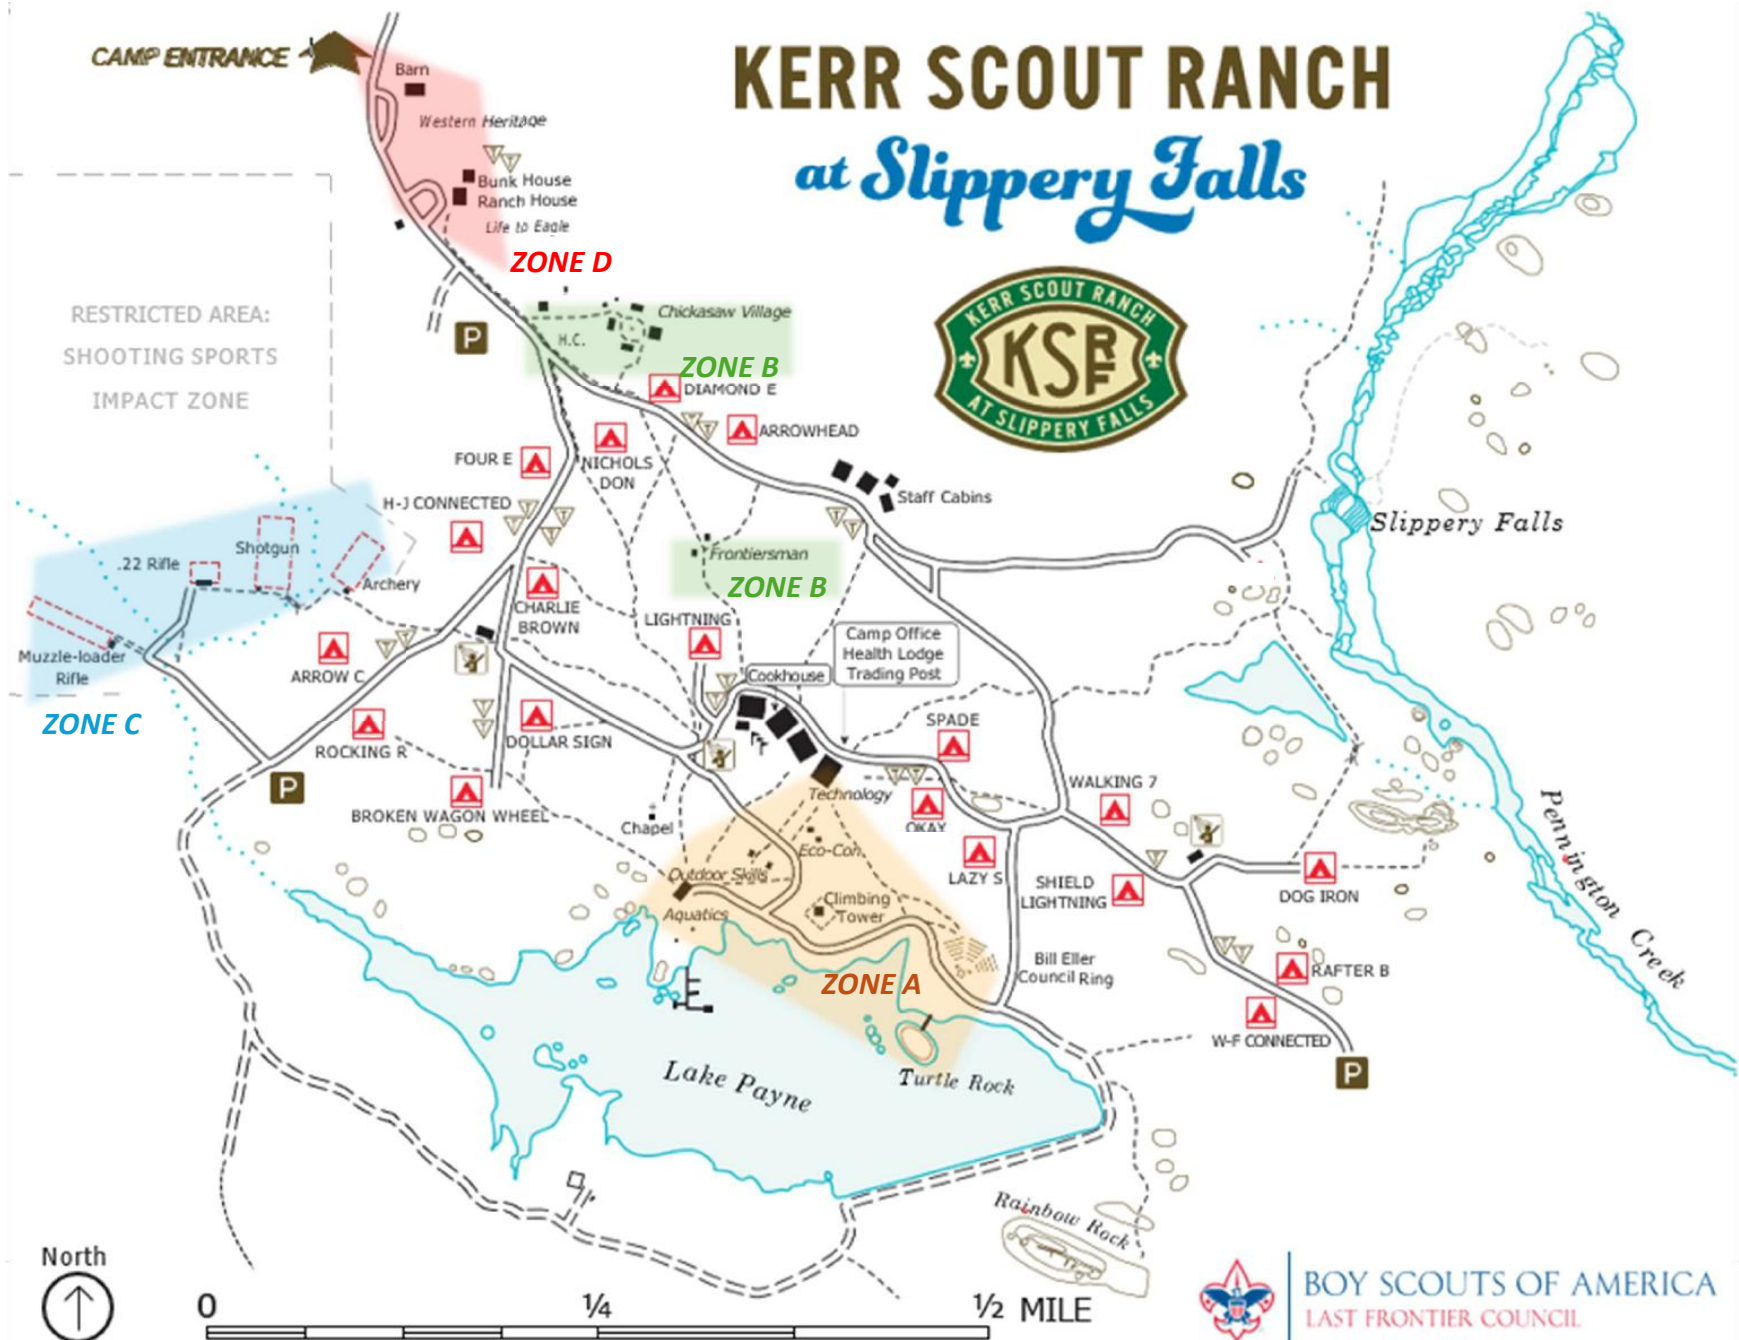 CAMP ENTRANCE
KERR SCOUT RANCH
at Slippery Falls
Barn
Western Heritage
Bunk House
Ranch House
Life to Eagle
ZONE D
RESTRICTED AREA:
SHOOTING SPORTS
IMPACT ZONE
P
H.C.
Chickasaw Village
ZONE B
KERR SCOUT RANCH
KSR
F
AT SLIPPERY FALLS
DIAMOND E
ARROWHEAD
FOUR E
NICHOLS
DON
H-J CONNECTED
Staff Cabins
Slippery Falls
.22 Rifle
Shotgun
Archery
Muzzle-loader
Rifle
ZONE C
Frontiersman
ZONE B
CHARLIE
BROWN
LIGHTNING
Camp Office
Health Lodge
Trading Post
Cookhouse
ARROW C
ROCKING R
DOLLAR SIGN
SPADE
P
BROKEN WAGON WHEEL
Chapel
Technology
OKAY
WALKING 7
Eco-Con.
Outdoor Skills
LAZY S
SHIELD
LIGHTNING
DOG IRON
Climbing
Tower
Aquatics
Pennington Creek
Bill Eller
Council Ring
RAFTER B
ZONE A
W-F CONNECTED
P
Lake Payne
Turtle Rock
Rainbow Rock
North
0 1/4 1/2 MILE
BOY SCOUTS OF AMERICA
LAST FRONTIER COUNCIL